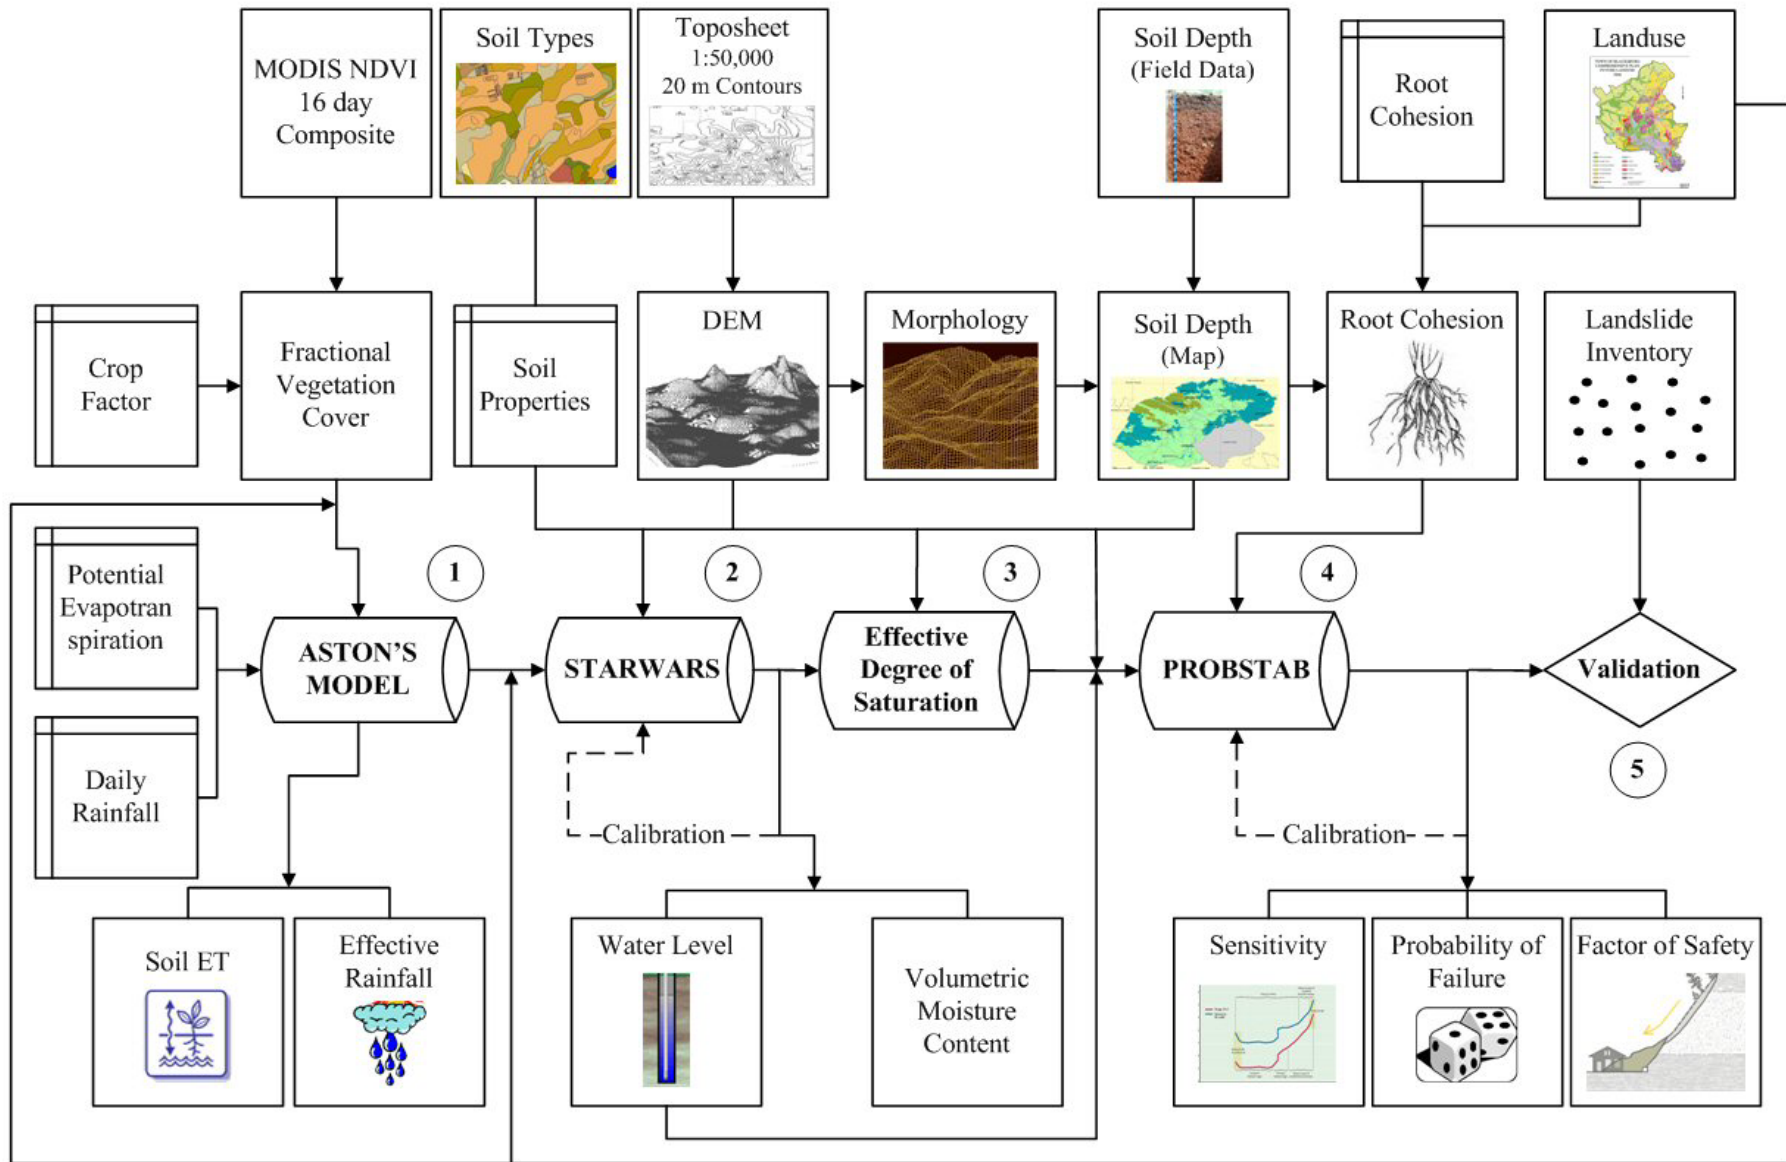 MODIS NDVI
16 day
Composite
Soil Types
Toposheet
1:50,000
20 m Contours
Soil Depth
(Field Data)
Root
Cohesion
Landuse
Crop
Factor
Fractional
Vegetation
Cover
Soil
Properties
DEM
Morphology
Soil Depth
(Map)
Root Cohesion
Landslide
Inventory
Potential
Evapotran
spiration
1
2
3
4
ASTON'S
MODEL
STARWARS
Effective
Degree of
Saturation
PROBSTAB
Validation
5
Daily
Rainfall
Calibration
Calibration
Soil ET
Effective
Rainfall
Water Level
Volumetric
Moisture
Content
Sensitivity
Probability of
Failure
Factor of Safety